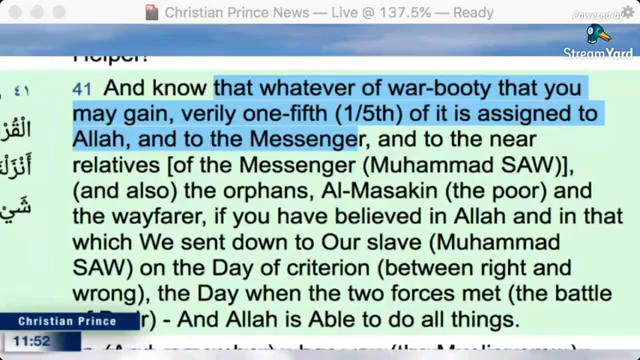 Christian Prince News — Live @ 137.5% — Ready
Powered by
StreamYard
Helper!
٤١
41 And know that whatever of war-booty that you
may gain, verily one-fifth (1/5th) of it is assigned to
Allah, and to the Messenger, and to the near
relatives [of the Messenger (Muhammad SAW)],
(and also) the orphans, Al-Masakin (the poor) and
the wayfarer, if you have believed in Allah and in that
which We sent down to Our slave (Muhammad
SAW) on the Day of criterion (between right and
wrong), the Day when the two forces met (the battle
r) - And Allah is Able to do all things.
Christian Prince
11:52